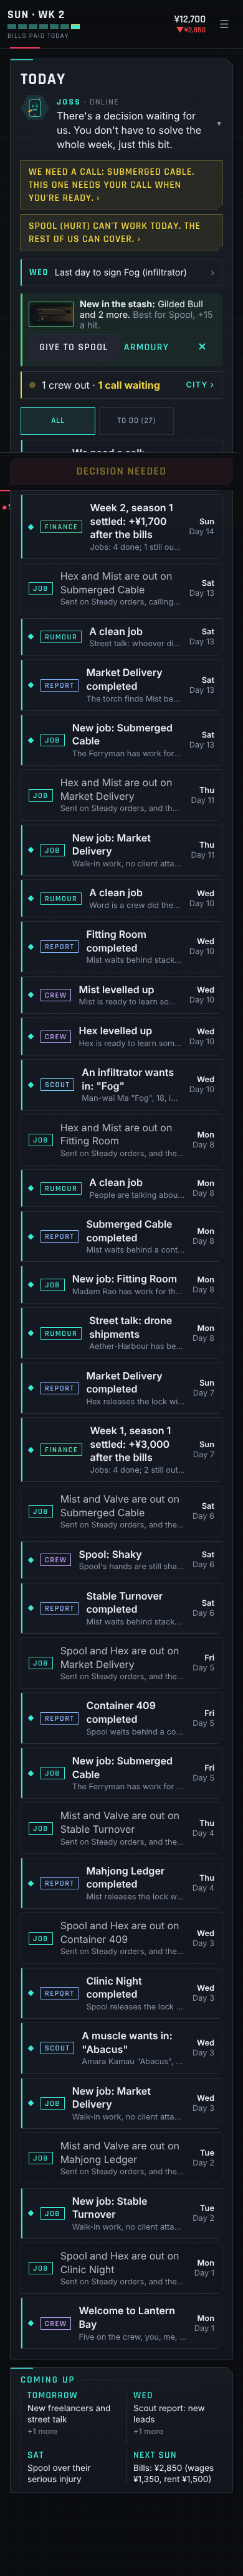 SUN · WK 2
¥12,700
▼¥2,850
BILLS PAID TODAY
TODAY
JOSS · ONLINE
There's a decision waiting for
us. You don't have to solve the
whole week, just this bit.
WE NEED A CALL: SUBMERGED CABLE.
THIS ONE NEEDS YOUR CALL WHEN
YOU'RE READY. ›
SPOOL (HURT) CAN'T WORK TODAY. THE
REST OF US CAN COVER. ›
WED Last day to sign Fog (infiltrator) ›
New in the stash: Gilded Bull
and 2 more. Best for Spool, +15
a hit.
GIVE TO SPOOL ARMOURY ✕
1 crew out · 1 call waiting CITY ›
ALL TO DO (27)
DECISION NEEDED
Week 2, season 1
settled: +¥1,700
after the bills
FINANCE
Jobs: 4 done; 1 still ou...
Sun
Day 14
Hex and Mist are out on
Submerged Cable
JOB
Sent on Steady orders, calling...
Sat
Day 13
RUMOUR
A clean job
Street talk: whoever di...
Sat
Day 13
Market Delivery
completed
REPORT
The torch finds Mist be...
Sat
Day 13
New job: Submerged
Cable
JOB
The Ferryman has work for...
Sat
Day 13
Hex and Mist are out on
Market Delivery
JOB
Sent on Steady orders, and th...
Thu
Day 11
New job: Market
Delivery
JOB
Walk-in work, no client atta...
Thu
Day 11
RUMOUR
A clean job
Word is a crew did the...
Wed
Day 10
Fitting Room
completed
REPORT
Mist waits behind stack...
Wed
Day 10
CREW
Mist levelled up
Mist is ready to learn so...
Wed
Day 10
CREW
Hex levelled up
Hex is ready to learn som...
Wed
Day 10
An infiltrator wants
in: "Fog"
SCOUT
Man-wai Ma "Fog", 18, i...
Wed
Day 10
Hex and Mist are out on
Fitting Room
JOB
Sent on Steady orders, and the...
Mon
Day 8
RUMOUR
A clean job
People are talking abou...
Mon
Day 8
Submerged Cable
completed
REPORT
Mist waits behind a cont...
Mon
Day 8
JOB
New job: Fitting Room
Madam Rao has work for th...
Mon
Day 8
Street talk: drone
shipments
RUMOUR
Aether-Harbour has be...
Mon
Day 8
Market Delivery
completed
REPORT
Hex releases the lock wi...
Sun
Day 7
Week 1, season 1
settled: +¥3,000
after the bills
FINANCE
Jobs: 4 done; 2 still out...
Sun
Day 7
Mist and Valve are out on
Submerged Cable
JOB
Sent on Steady orders, and the...
Sat
Day 6
CREW
Spool: Shaky
Spool's hands are still sha...
Sat
Day 6
Stable Turnover
completed
REPORT
Mist waits behind stack...
Sat
Day 6
Spool and Hex are out on
Market Delivery
JOB
Sent on Steady orders, and the...
Fri
Day 5
Container 409
completed
REPORT
Spool waits behind a co...
Fri
Day 5
New job: Submerged
Cable
JOB
The Ferryman has work for ...
Fri
Day 5
Mist and Valve are out on
Stable Turnover
JOB
Sent on Steady orders, and the...
Thu
Day 4
Mahjong Ledger
completed
REPORT
Mist releases the lock w...
Thu
Day 4
Spool and Hex are out on
Container 409
JOB
Sent on Steady orders, and the...
Wed
Day 3
Clinic Night
completed
REPORT
Spool releases the lock ...
Wed
Day 3
A muscle wants in:
"Abacus"
SCOUT
Amara Kamau "Abacus", ...
Wed
Day 3
New job: Market
Delivery
JOB
Walk-in work, no client atta...
Wed
Day 3
Mist and Valve are out on
Mahjong Ledger
JOB
Sent on Steady orders, and the...
Tue
Day 2
New job: Stable
Turnover
JOB
Walk-in work, no client atta...
Tue
Day 2
Spool and Hex are out on
Clinic Night
JOB
Sent on Steady orders, and the...
Mon
Day 1
Welcome to Lantern
Bay
CREW
Five on the crew, you, me, ...
Mon
Day 1
COMING UP
TOMORROW
New freelancers and
street talk
+1 more
WED
Scout report: new
leads
+1 more
SAT
Spool over their
serious injury
NEXT SUN
Bills: ¥2,850 (wages
¥1,350, rent ¥1,500)